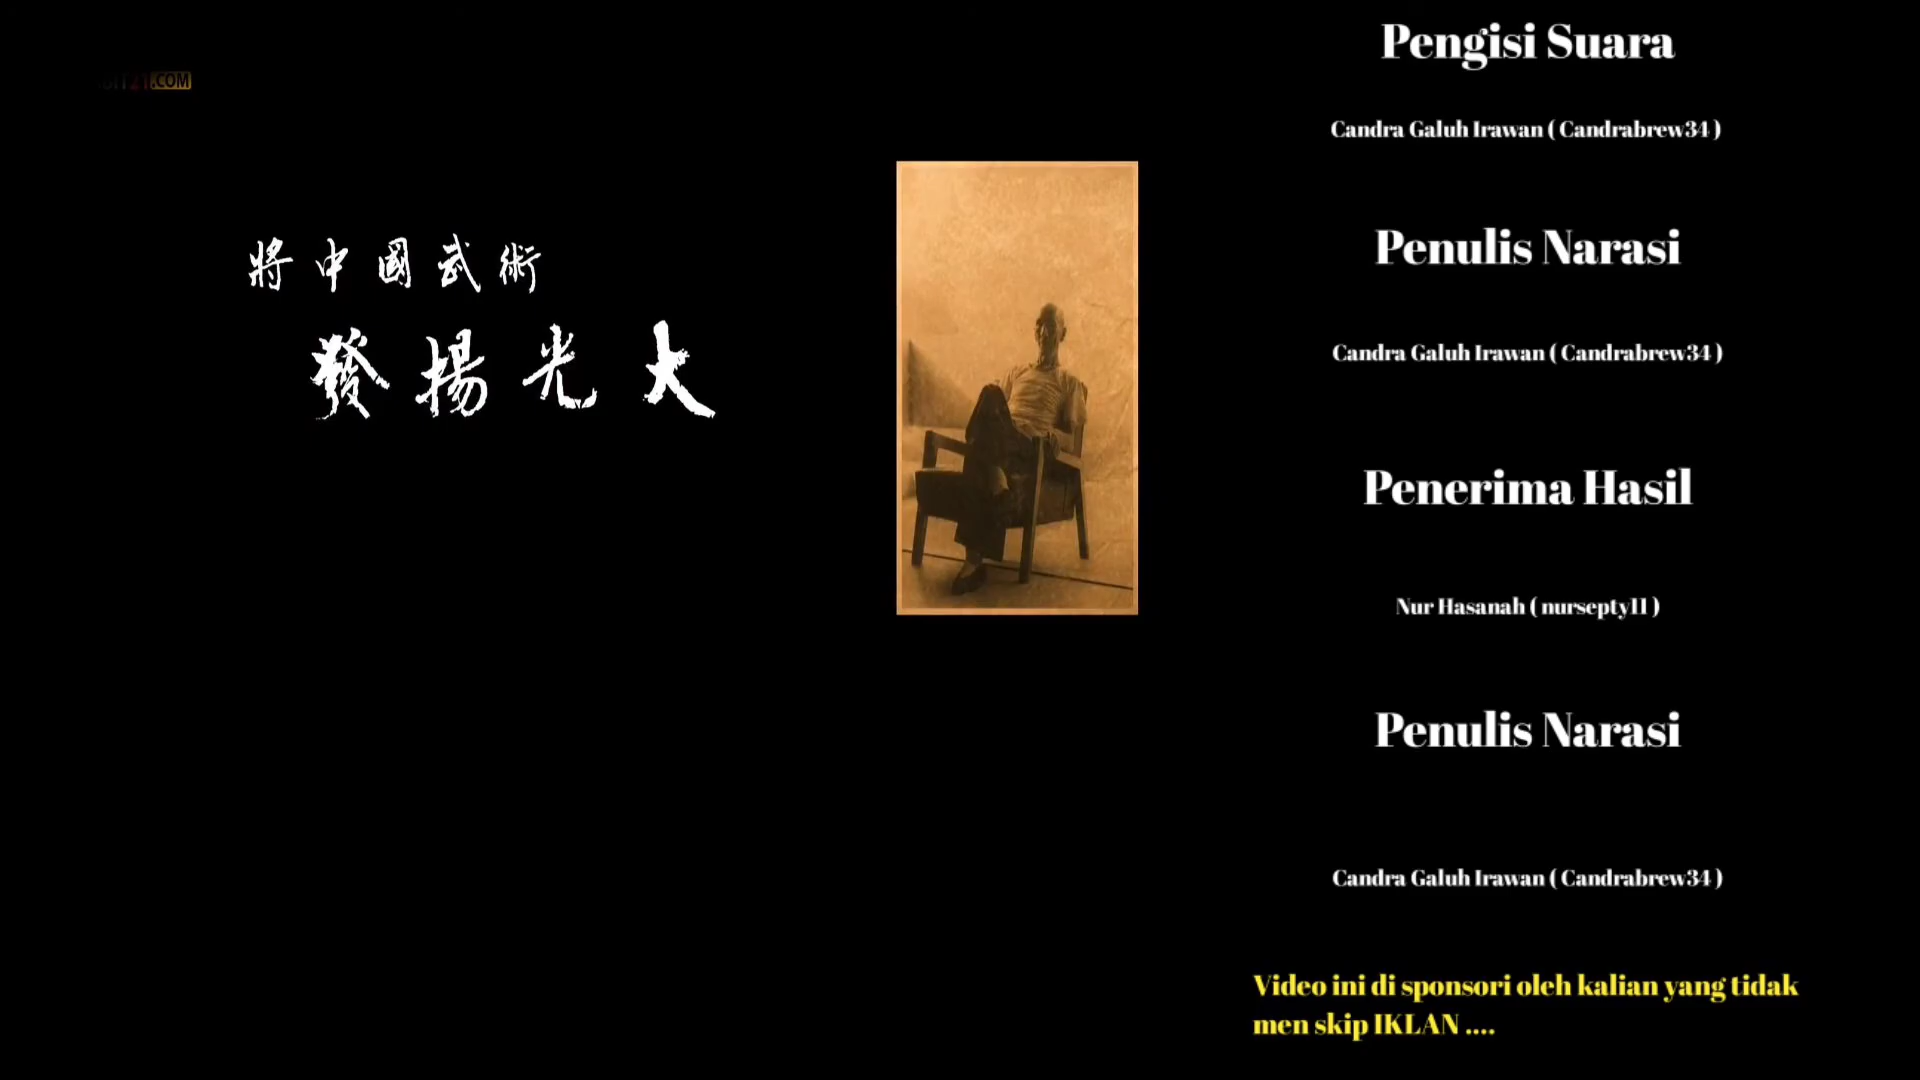 21.COM
將中國武術
發揚光大
Pengisi Suara
Candra Galuh Irawan ( Candrabrew34 )
Penulis Narasi
Candra Galuh Irawan ( Candrabrew34 )
Penerima Hasil
Nur Hasanah ( nursepty11 )
Penulis Narasi
Candra Galuh Irawan ( Candrabrew34 )
Video ini di sponsori oleh kalian yang tidak
men skip IKLAN ....